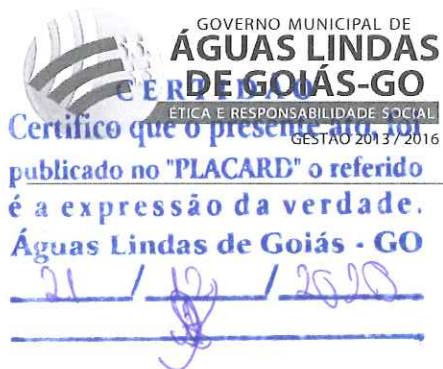 GOVERNO MUNICIPAL DE
ÁGUAS LINDAS
DE GOIÁS-GO
ÉTICA E RESPONSABILIDADE SOCIAL
GESTÃO 2013 / 2016
CERTIDÃO
Certifico que o presente ato, foi
publicado no "PLACARD" o referido
é a expressão da verdade.
Águas Lindas de Goiás - GO
21 / 12 / 2020